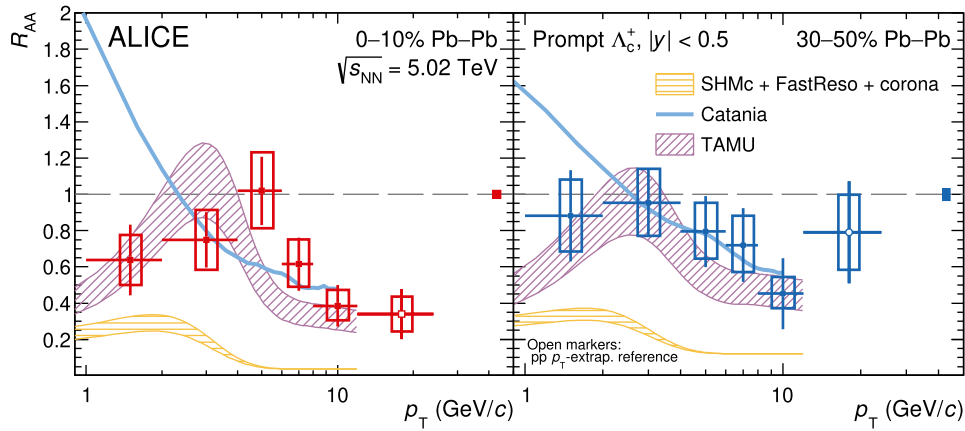 R_AA
2
1.8
1.6
1.4
1.2
1
0.8
0.6
0.4
0.2
ALICE
0–10% Pb–Pb
√s_NN = 5.02 TeV
1
10
p_T (GeV/c)
Prompt Λ_c^+, |y| < 0.5
30–50% Pb–Pb
SHMc + FastReso + corona
Catania
TAMU
Open markers:
pp p_T-extrap. reference
1
10
p_T (GeV/c)